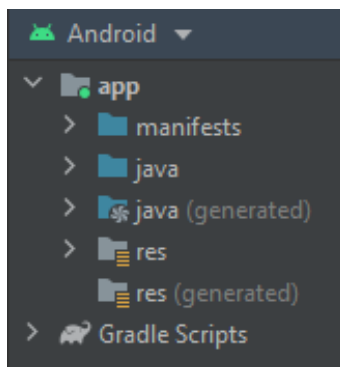 Android
app
manifests
java
java (generated)
res
res (generated)
Gradle Scripts